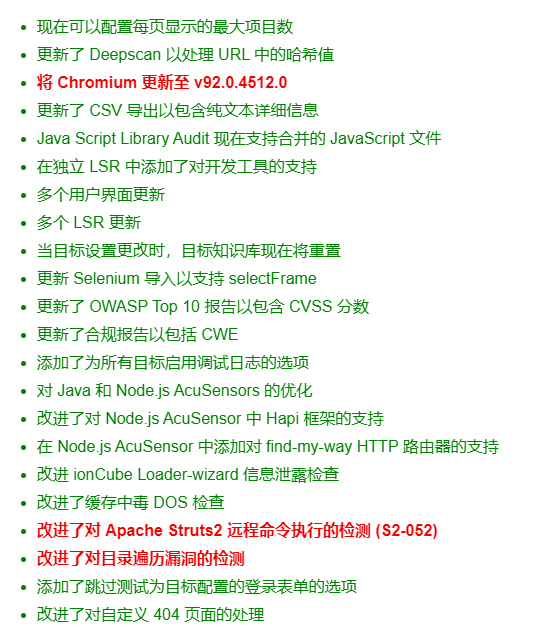 现在可以配置每页显示的最大项目数
更新了 Deepscan 以处理 URL 中的哈希值
将 Chromium 更新至 v92.0.4512.0
更新了 CSV 导出以包含纯文本详细信息
Java Script Library Audit 现在支持合并的 JavaScript 文件
在独立 LSR 中添加了对开发工具的支持
多个用户界面更新
多个 LSR 更新
当目标设置更改时，目标知识库现在将重置
更新 Selenium 导入以支持 selectFrame
更新了 OWASP Top 10 报告以包含 CVSS 分数
更新了合规报告以包括 CWE
添加了为所有目标启用调试日志的选项
对 Java 和 Node.js AcuSensors 的优化
改进了对 Node.js AcuSensor 中 Hapi 框架的支持
在 Node.js AcuSensor 中添加对 find-my-way HTTP 路由器的支持
改进 ionCube Loader-wizard 信息泄露检查
改进了缓存中毒 DOS 检查
改进了对 Apache Struts2 远程命令执行的检测 (S2-052)
改进了对目录遍历漏洞的检测
添加了跳过测试为目标配置的登录表单的选项
改进了对自定义 404 页面的处理